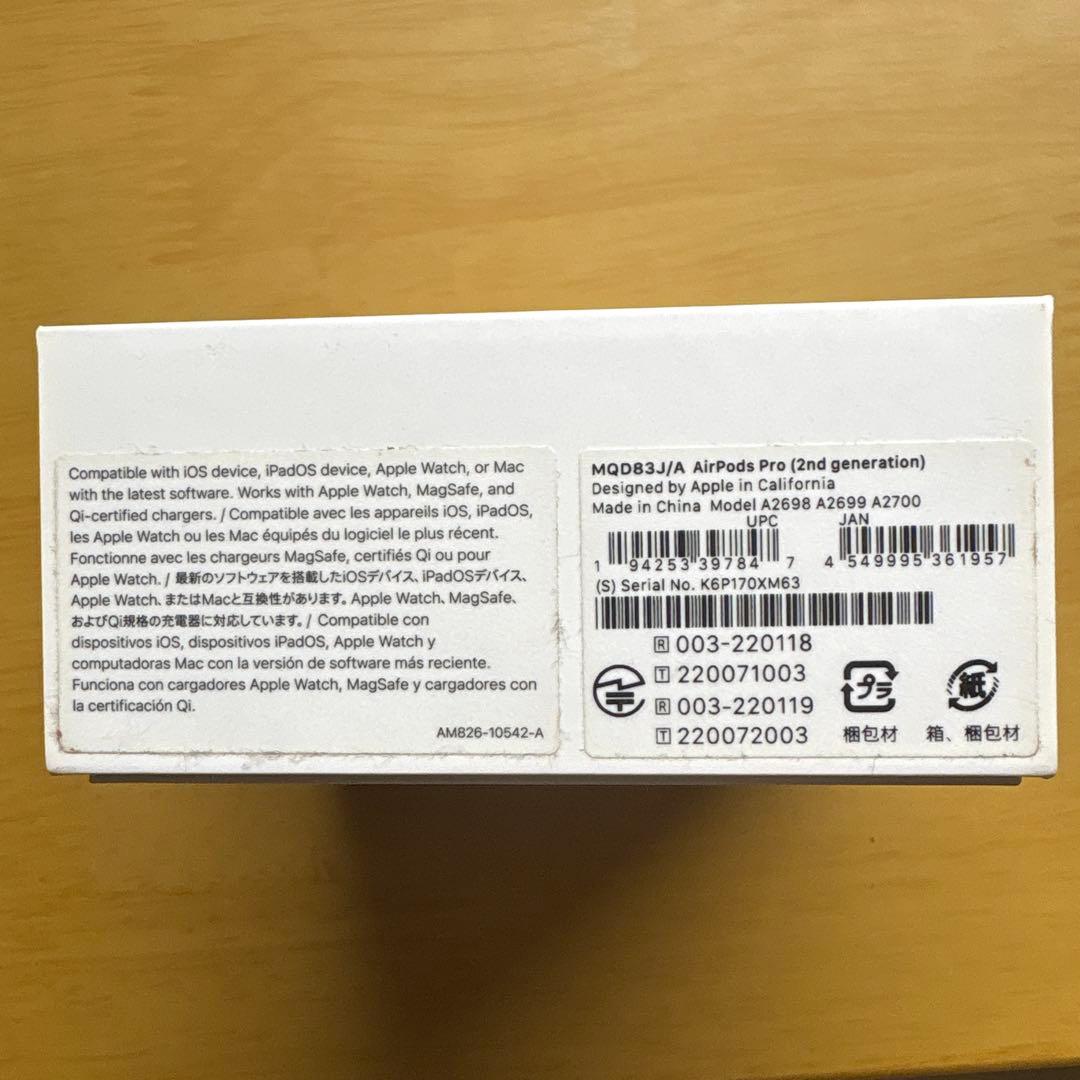 Compatible with iOS device, iPadOS device, Apple Watch, or Mac
with the latest software. Works with Apple Watch, MagSafe, and
Qi-certified chargers. / Compatible avec les appareils iOS, iPadOS,
les Apple Watch ou les Mac équipés du logiciel le plus récent.
Fonctionne avec les chargeurs MagSafe, certifiés Qi ou pour
Apple Watch. / 最新のソフトウェアを搭載したiOSデバイス、iPadOSデバイス、
Apple Watch、またはMacと互換性があります。Apple Watch、MagSafe、
およびQi規格の充電器に対応しています。/ Compatible con
dispositivos iOS, dispositivos iPadOS, Apple Watch y
computadoras Mac con la versión de software más reciente.
Funciona con cargadores Apple Watch, MagSafe y cargadores con
la certificación Qi.
AM826-10542-A
MQD83J/A AirPods Pro (2nd generation)
Designed by Apple in California
Made in China Model A2698 A2699 A2700
UPC JAN
1 94253 39784 7 4 549995 361957
(S) Serial No. K6P170XM63
R 003-220118
T 220071003
R 003-220119
T 220072003
プラ 紙
梱包材 箱、梱包材